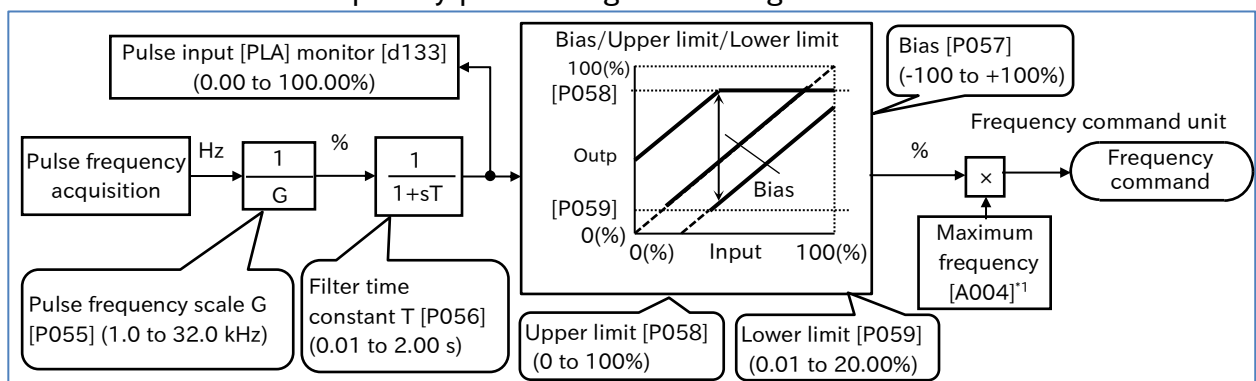 Pulse input [PLA] monitor [d133]
(0.00 to 100.00%)
Pulse frequency
acquisition
Hz
1
G
%
1
1+sT
Bias/Upper limit/Lower limit
100(%)
[P058]
Outp
Bias
[P059]
0(%)
0(%) Input 100(%)
Bias [P057]
(-100 to +100%)
%
×
Frequency command unit
Frequency
command
Maximum
frequency
[A004]*1
Pulse frequency scale G
[P055] (1.0 to 32.0 kHz)
Filter time
constant T [P056]
(0.01 to 2.00 s)
Upper limit [P058]
(0 to 100%)
Lower limit [P059]
(0.01 to 20.00%)